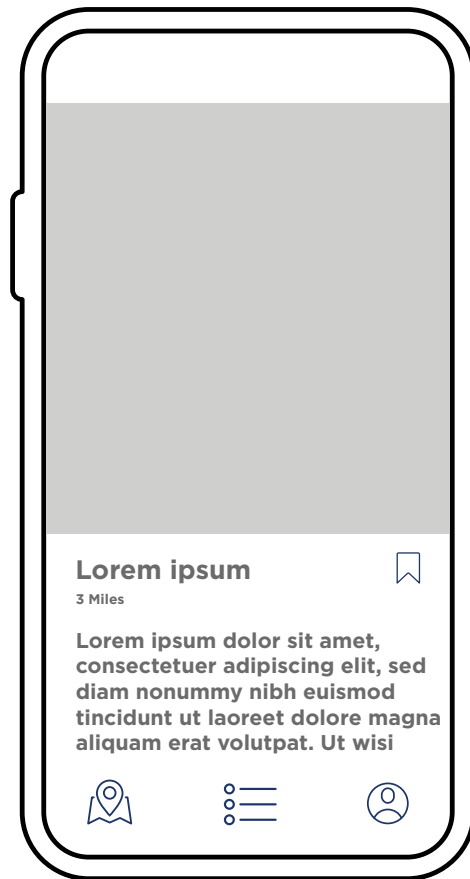 Lorem ipsum
3 Miles
Lorem ipsum dolor sit amet,
consectetuer adipiscing elit, sed
diam nonummy nibh euismod
tincidunt ut laoreet dolore magna
aliquam erat volutpat. Ut wisi